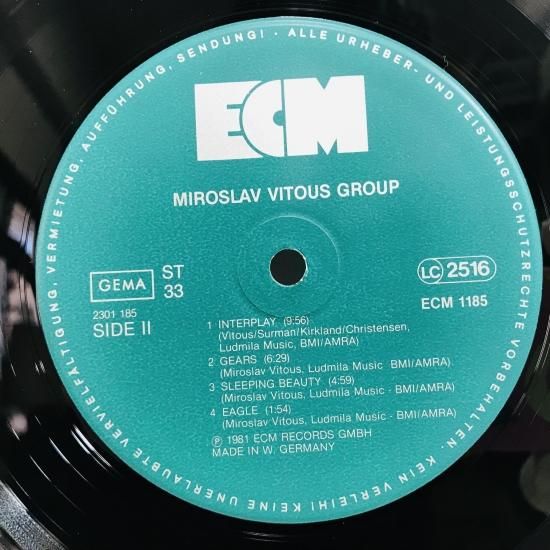 ALLE URHEBER- UND LEISTUNGSSCHUTZRECHTE VORBEHALTEN. KEIN VERLEIH! KEINE UNERLAUBTE VERVIELFÄLTIGUNG, VERMIETUNG, AUFFÜHRUNG, SENDUNG! ·
ECM
MIROSLAV VITOUS GROUP
GEMA
ST
33
LC 2516
2301 185
SIDE II
ECM 1185
1 INTERPLAY (9:56)
(Vitous/Surman/Kirkland/Christensen,
Ludmila Music, BMI/AMRA)
2 GEARS (6:29)
(Miroslav Vitous, Ludmila Music BMI/AMRA)
3 SLEEPING BEAUTY (4:59)
(Miroslav Vitous, Ludmila Music - BMI/AMRA)
4 EAGLE (1:54)
(Miroslav Vitous, Ludmila Music - BMI/AMRA)
℗ 1981 ECM RECORDS GMBH
MADE IN W. GERMANY